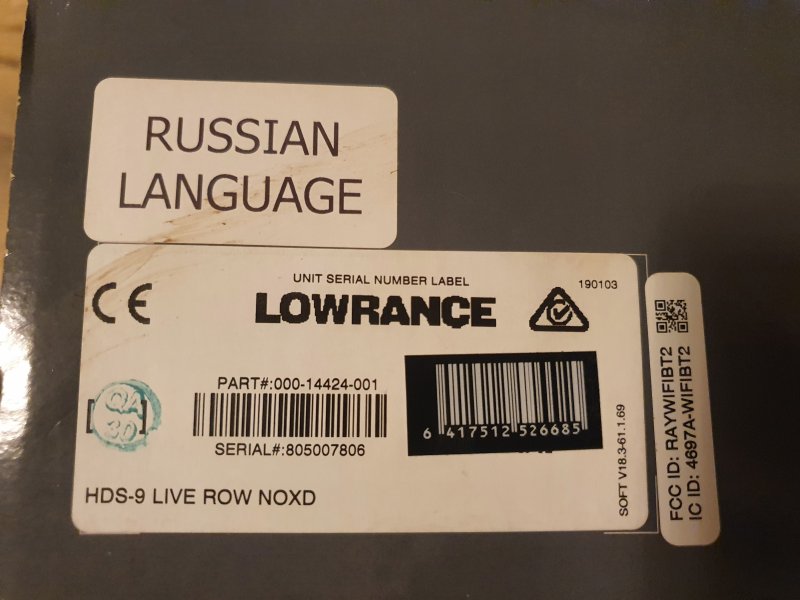 RUSSIAN
LANGUAGE
UNIT SERIAL NUMBER LABEL
190103
CE
LOWRANCE
PART#:000-14424-001
SERIAL#:805007806
6 417512 526685
QA
30
HDS-9 LIVE ROW NOXD
SOFT V18.3-61.1.69
FCC ID: RAYWIFIBT2
IC ID: 4697A-WIFIBT2